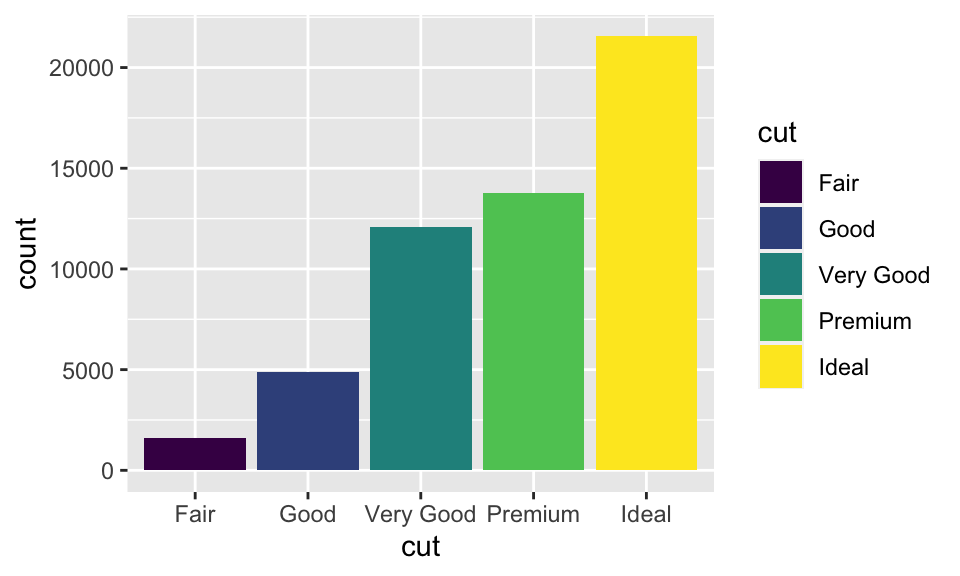 20000
15000
10000
5000
0
count
Fair
Good
Very Good
Premium
Ideal
cut
cut
Fair
Good
Very Good
Premium
Ideal